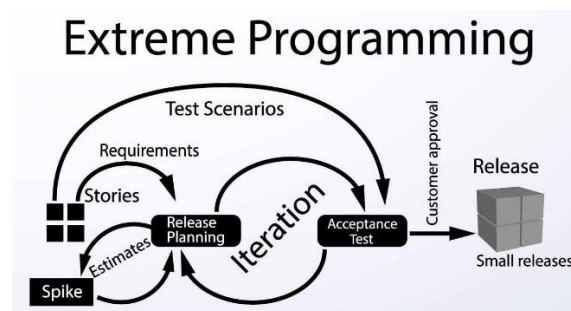 Extreme Programming
Test Scenarios
Requirements
Stories
Release
Planning
Estimates
Spike
Iteration
Acceptance
Test
Customer approval
Release
Small releases